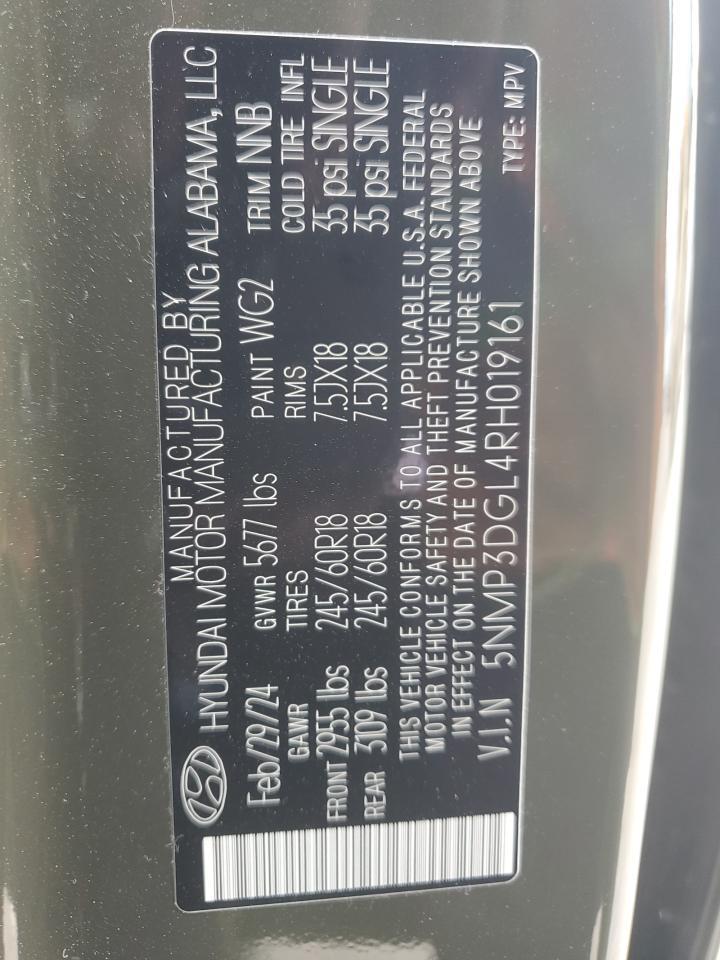 MANUFACTURED BY
HYUNDAI MOTOR MANUFACTURING ALABAMA, LLC
Feb/29/24 GVWR 5677 lbs PAINT WG2 TRIM NNB
GAWR TIRES RIMS COLD TIRE INFL
FRONT 2955 lbs 245/60R18 7.5JX18 35 psi SINGLE
REAR 3109 lbs 245/60R18 7.5JX18 35 psi SINGLE
THIS VEHICLE CONFORMS TO ALL APPLICABLE U.S.A. FEDERAL
MOTOR VEHICLE SAFETY AND THEFT PREVENTION STANDARDS
IN EFFECT ON THE DATE OF MANUFACTURE SHOWN ABOVE
V.I.N 5NMP3DGL4RH019161 TYPE: MPV